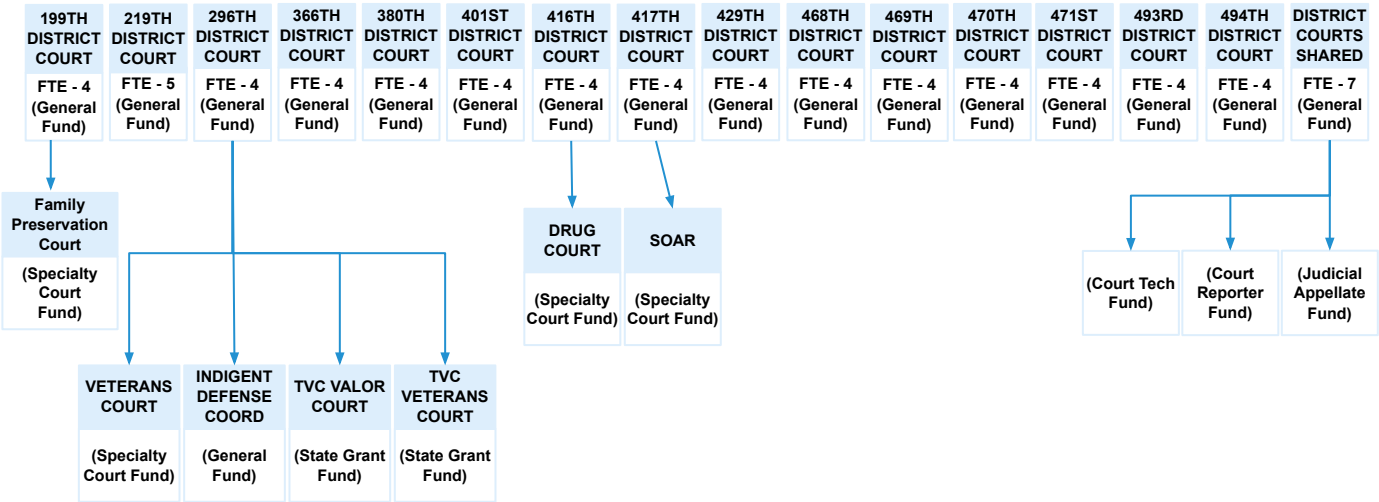 199TH
DISTRICT
COURT
FTE - 4
(General
Fund)
219TH
DISTRICT
COURT
FTE - 5
(General
Fund)
296TH
DISTRICT
COURT
FTE - 4
(General
Fund)
366TH
DISTRICT
COURT
FTE - 4
(General
Fund)
380TH
DISTRICT
COURT
FTE - 4
(General
Fund)
401ST
DISTRICT
COURT
FTE - 4
(General
Fund)
416TH
DISTRICT
COURT
FTE - 4
(General
Fund)
417TH
DISTRICT
COURT
FTE - 4
(General
Fund)
429TH
DISTRICT
COURT
FTE - 4
(General
Fund)
468TH
DISTRICT
COURT
FTE - 4
(General
Fund)
469TH
DISTRICT
COURT
FTE - 4
(General
Fund)
470TH
DISTRICT
COURT
FTE - 4
(General
Fund)
471ST
DISTRICT
COURT
FTE - 4
(General
Fund)
493RD
DISTRICT
COURT
FTE - 4
(General
Fund)
494TH
DISTRICT
COURT
FTE - 4
(General
Fund)
DISTRICT
COURTS
SHARED
FTE - 7
(General
Fund)
Family
Preservation
Court
(Specialty
Court
Fund)
DRUG
COURT
(Specialty
Court Fund)
SOAR
(Specialty
Court Fund)
(Court Tech
Fund)
(Court
Reporter
Fund)
(Judicial
Appellate
Fund)
VETERANS
COURT
(Specialty
Court Fund)
INDIGENT
DEFENSE
COORD
(General
Fund)
TVC VALOR
COURT
(State Grant
Fund)
TVC
VETERANS
COURT
(State Grant
Fund)